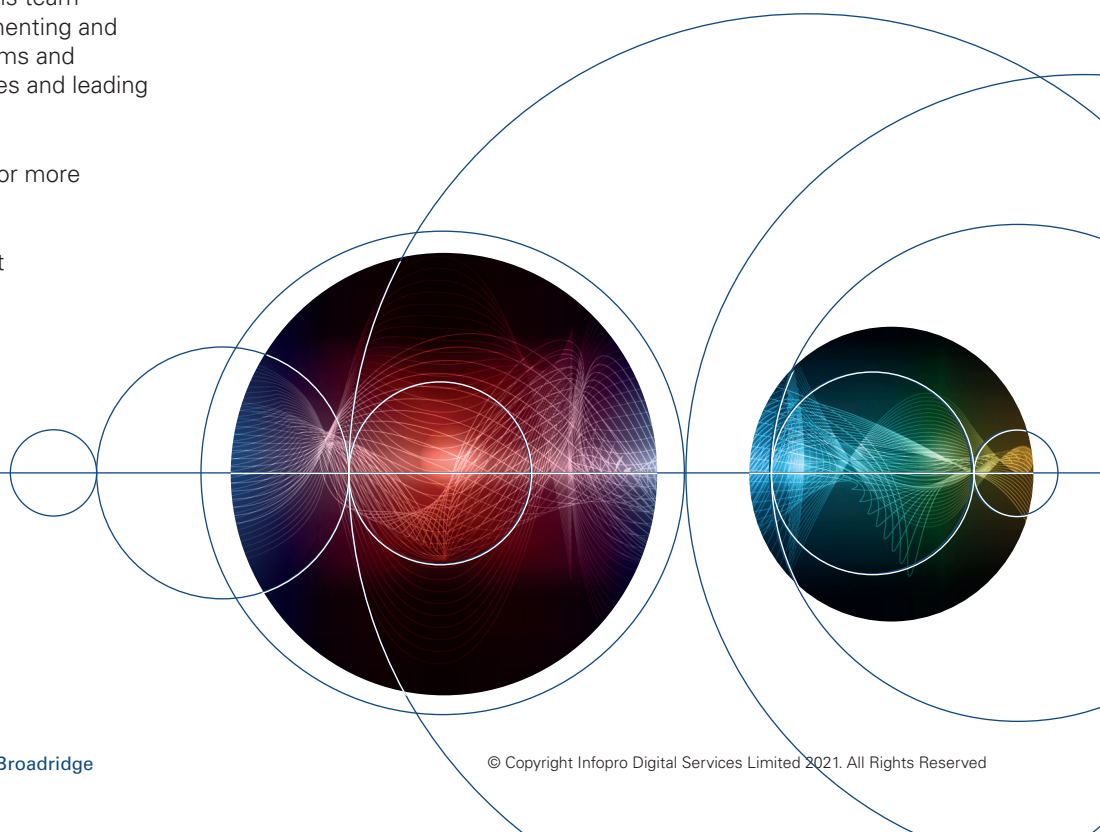 menting and
ms and
es and leading
or more
t
Broadridge
© Copyright Infopro Digital Services Limited 2021. All Rights Reserved